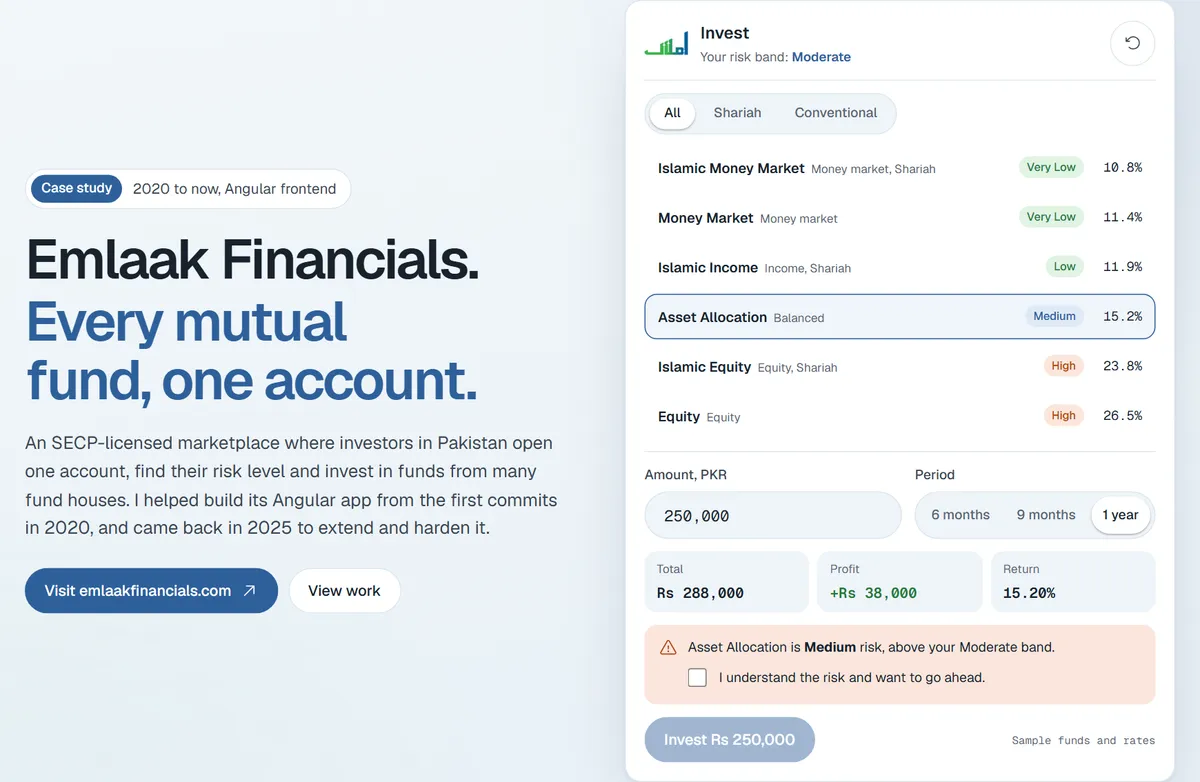 Case study 2020 to now, Angular frontend
Emlaak Financials.
Every mutual
fund, one account.
An SECP-licensed marketplace where investors in Pakistan open
one account, find their risk level and invest in funds from many
fund houses. I helped build its Angular app from the first commits
in 2020, and came back in 2025 to extend and harden it.
Visit emlaakfinancials.com View work
املاک
Invest
Your risk band: Moderate
All Shariah Conventional
Islamic Money Market Money market, Shariah Very Low 10.8%
Money Market Money market Very Low 11.4%
Islamic Income Income, Shariah Low 11.9%
Asset Allocation Balanced Medium 15.2%
Islamic Equity Equity, Shariah High 23.8%
Equity Equity High 26.5%
Amount, PKR Period
250,000 6 months 9 months 1 year
Total Profit Return
Rs 288,000 +Rs 38,000 15.20%
Asset Allocation is Medium risk, above your Moderate band.
I understand the risk and want to go ahead.
Invest Rs 250,000 Sample funds and rates